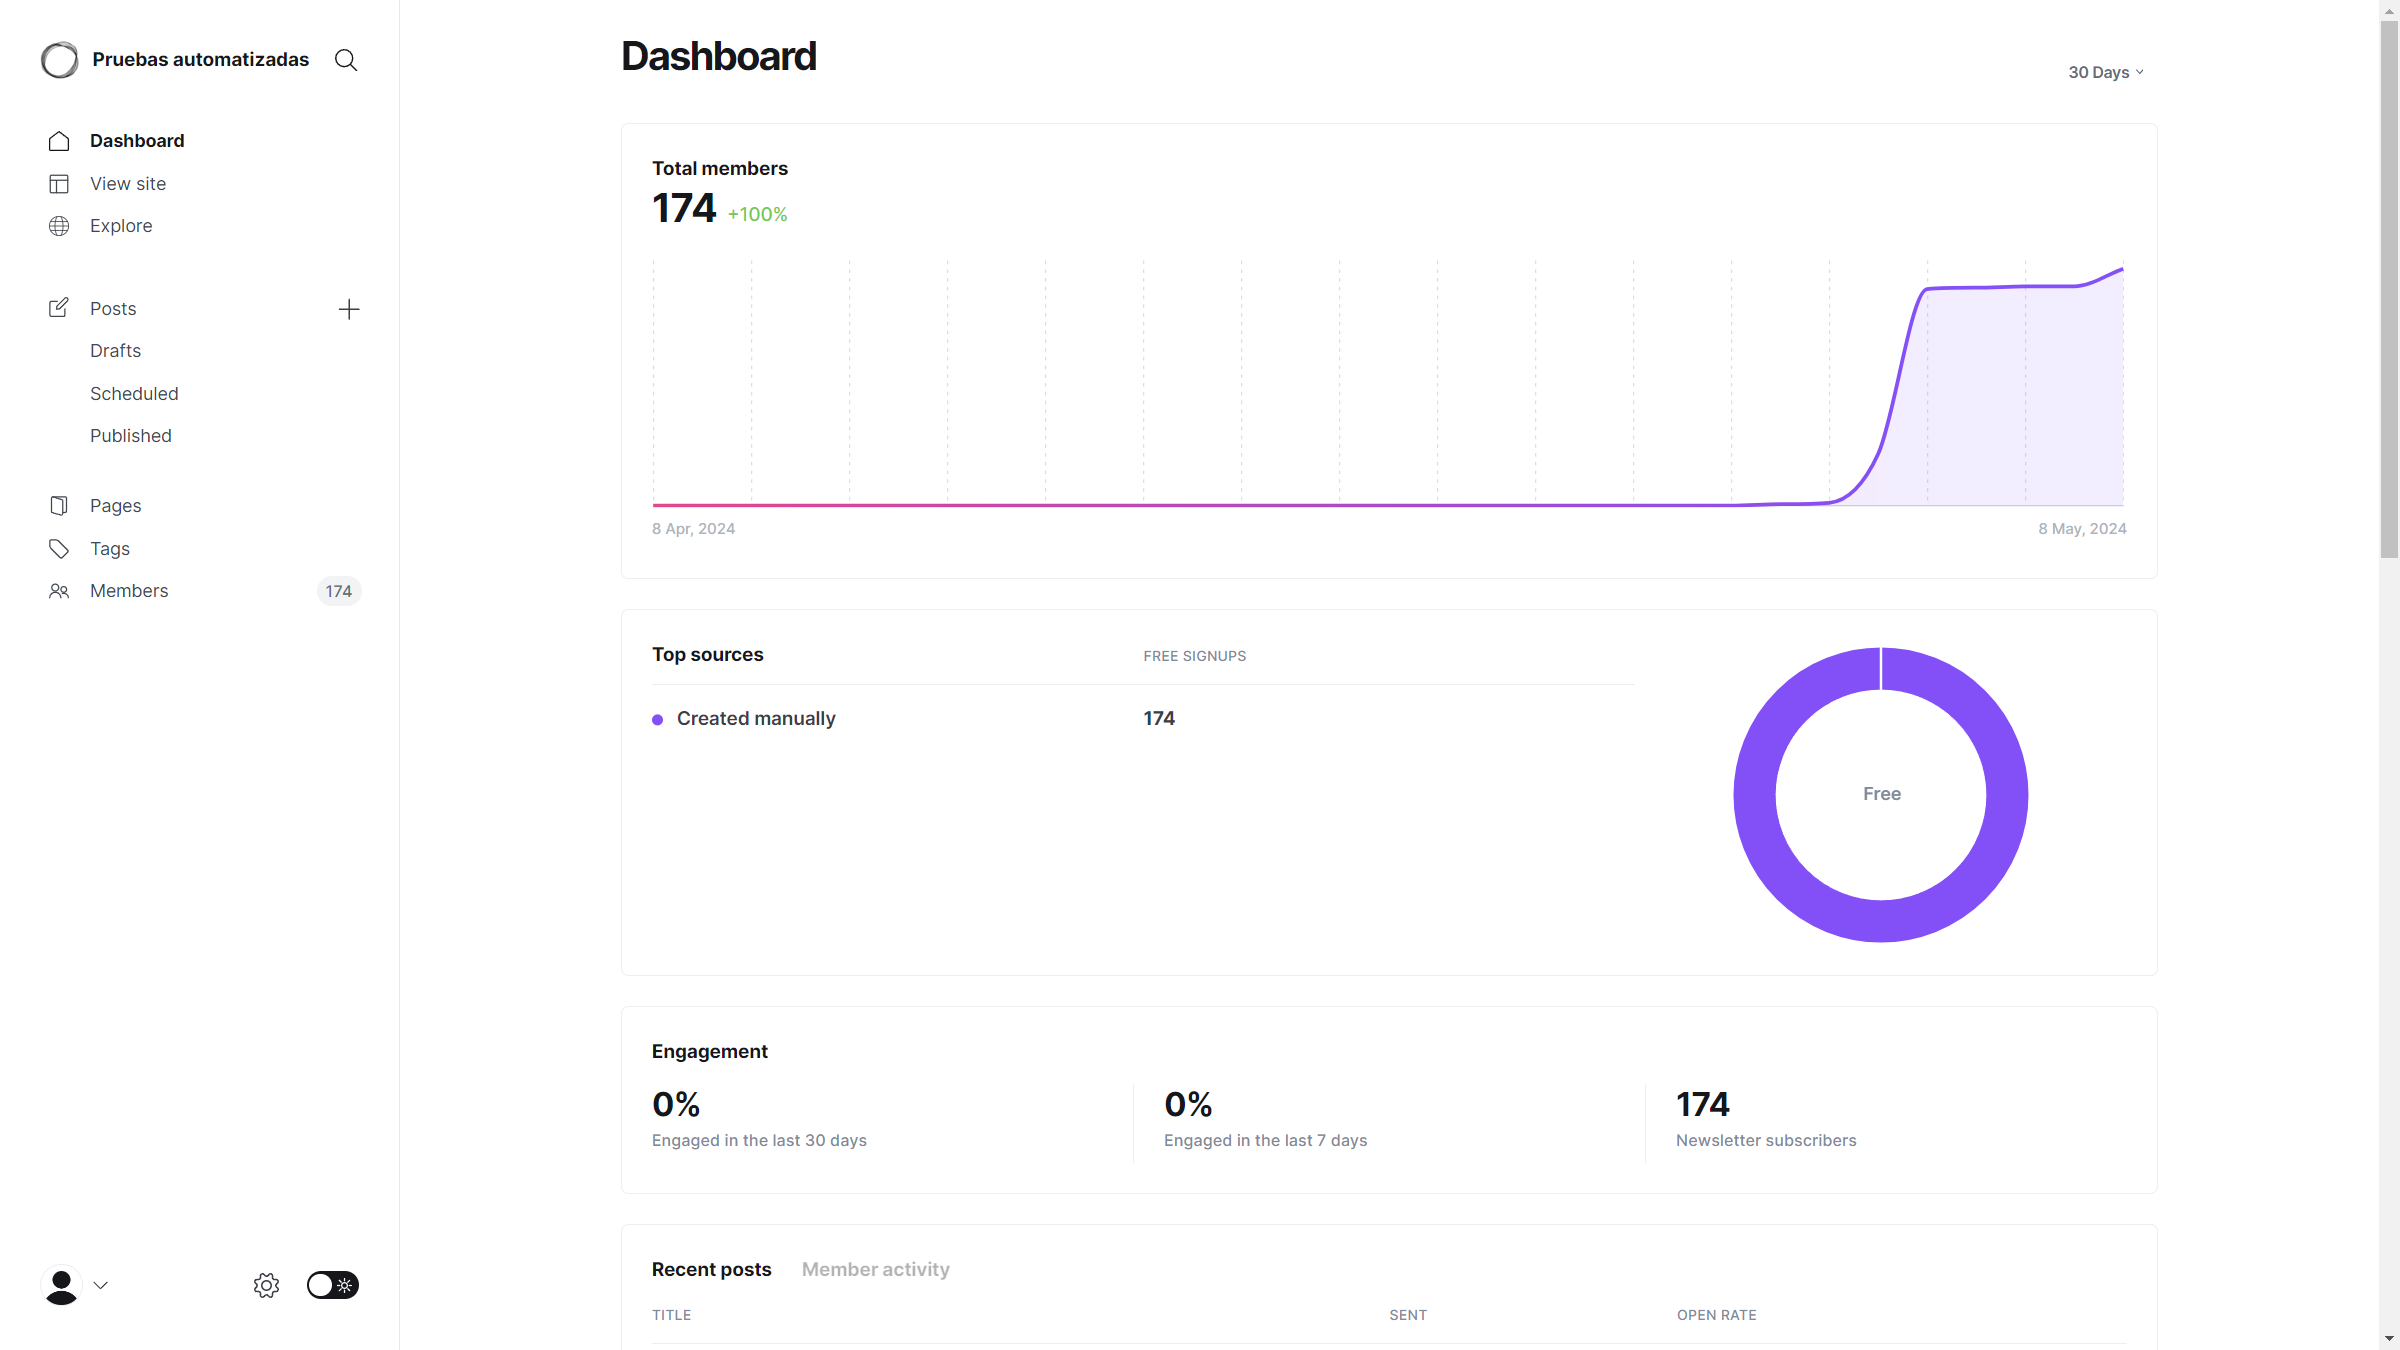 Pruebas automatizadas
Dashboard
View site
Explore
Posts
Drafts
Scheduled
Published
Pages
Tags
Members 174
Dashboard
30 Days
Total members
174 +100%
8 Apr, 2024 8 May, 2024
Top sources FREE SIGNUPS
Created manually 174
Free
Engagement
0% 0% 174
Engaged in the last 30 days Engaged in the last 7 days Newsletter subscribers
Recent posts Member activity
TITLE SENT OPEN RATE